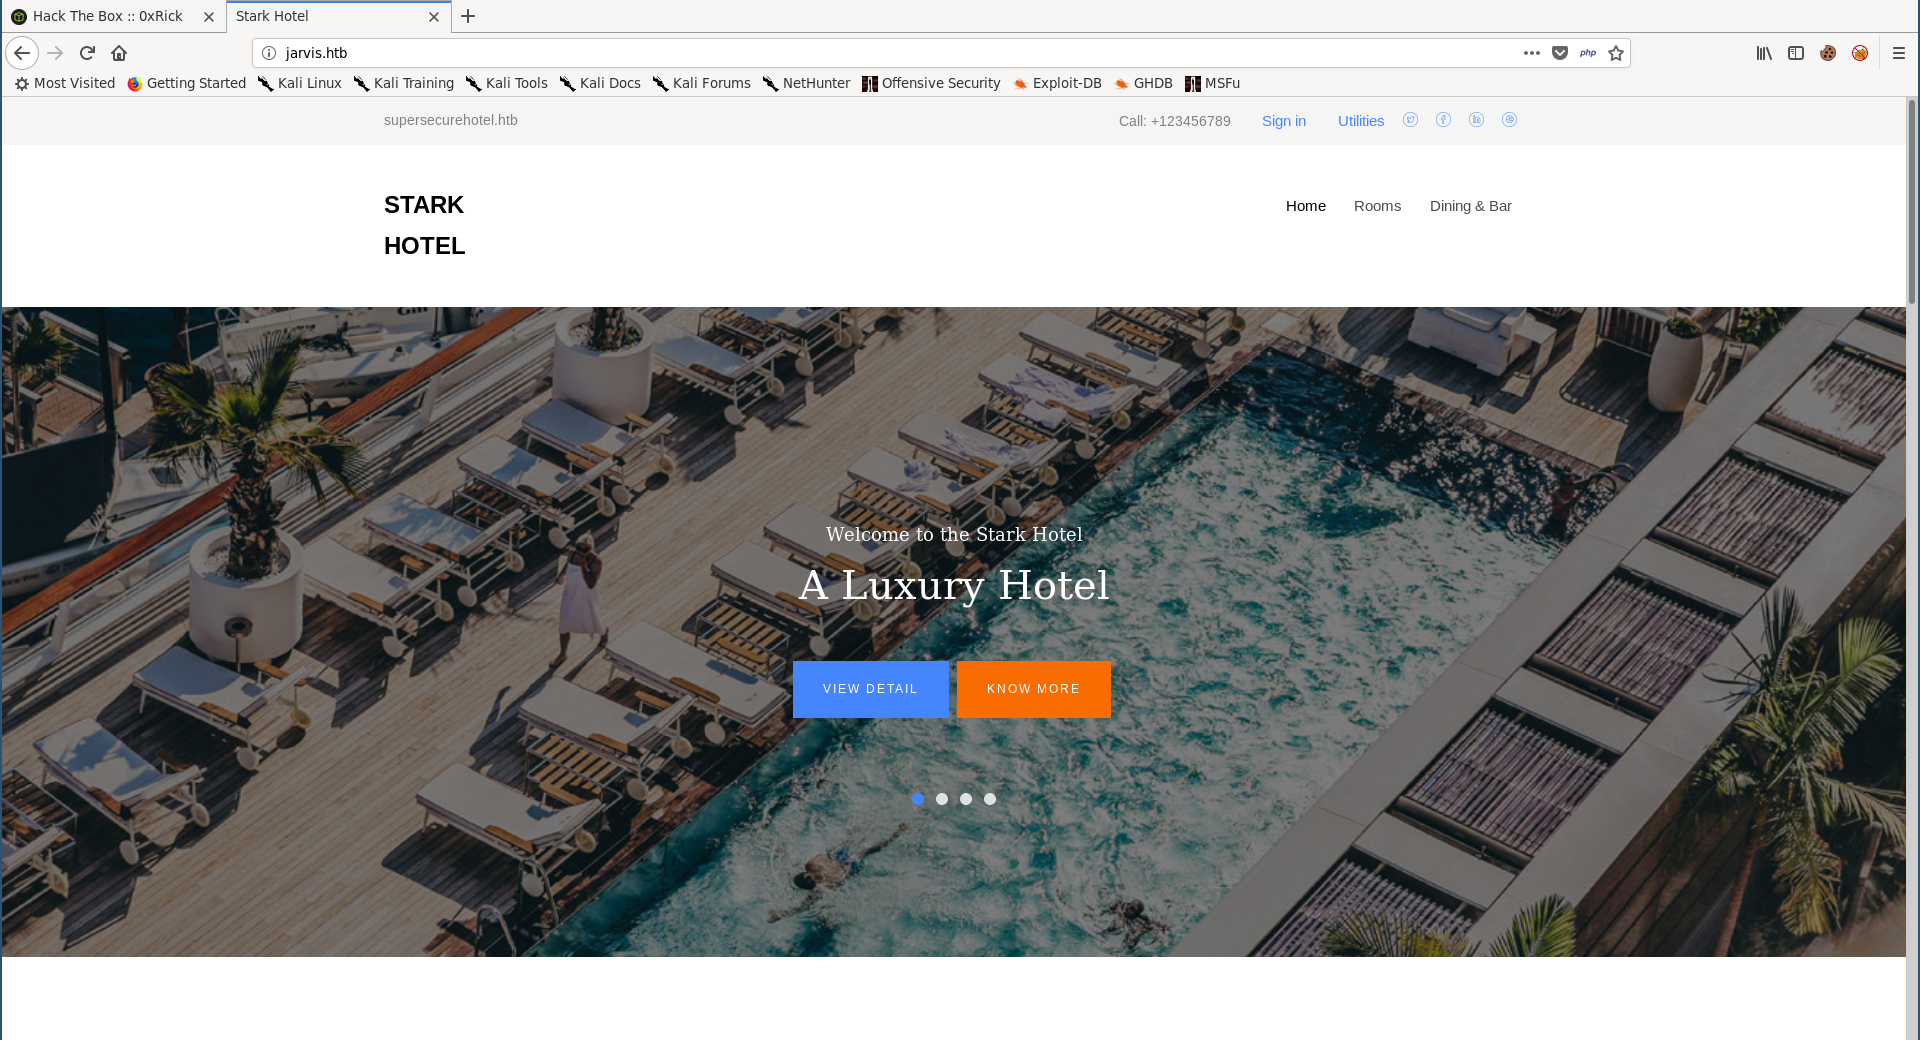 Hack The Box :: 0xRick
Stark Hotel
jarvis.htb
php
Most Visited
Getting Started
Kali Linux
Kali Training
Kali Tools
Kali Docs
Kali Forums
NetHunter
Offensive Security
Exploit-DB
GHDB
MSFu
supersecurehotel.htb
Call: +123456789
Sign in
Utilities
STARK
HOTEL
Home
Rooms
Dining & Bar
Welcome to the Stark Hotel
A Luxury Hotel
VIEW DETAIL
KNOW MORE